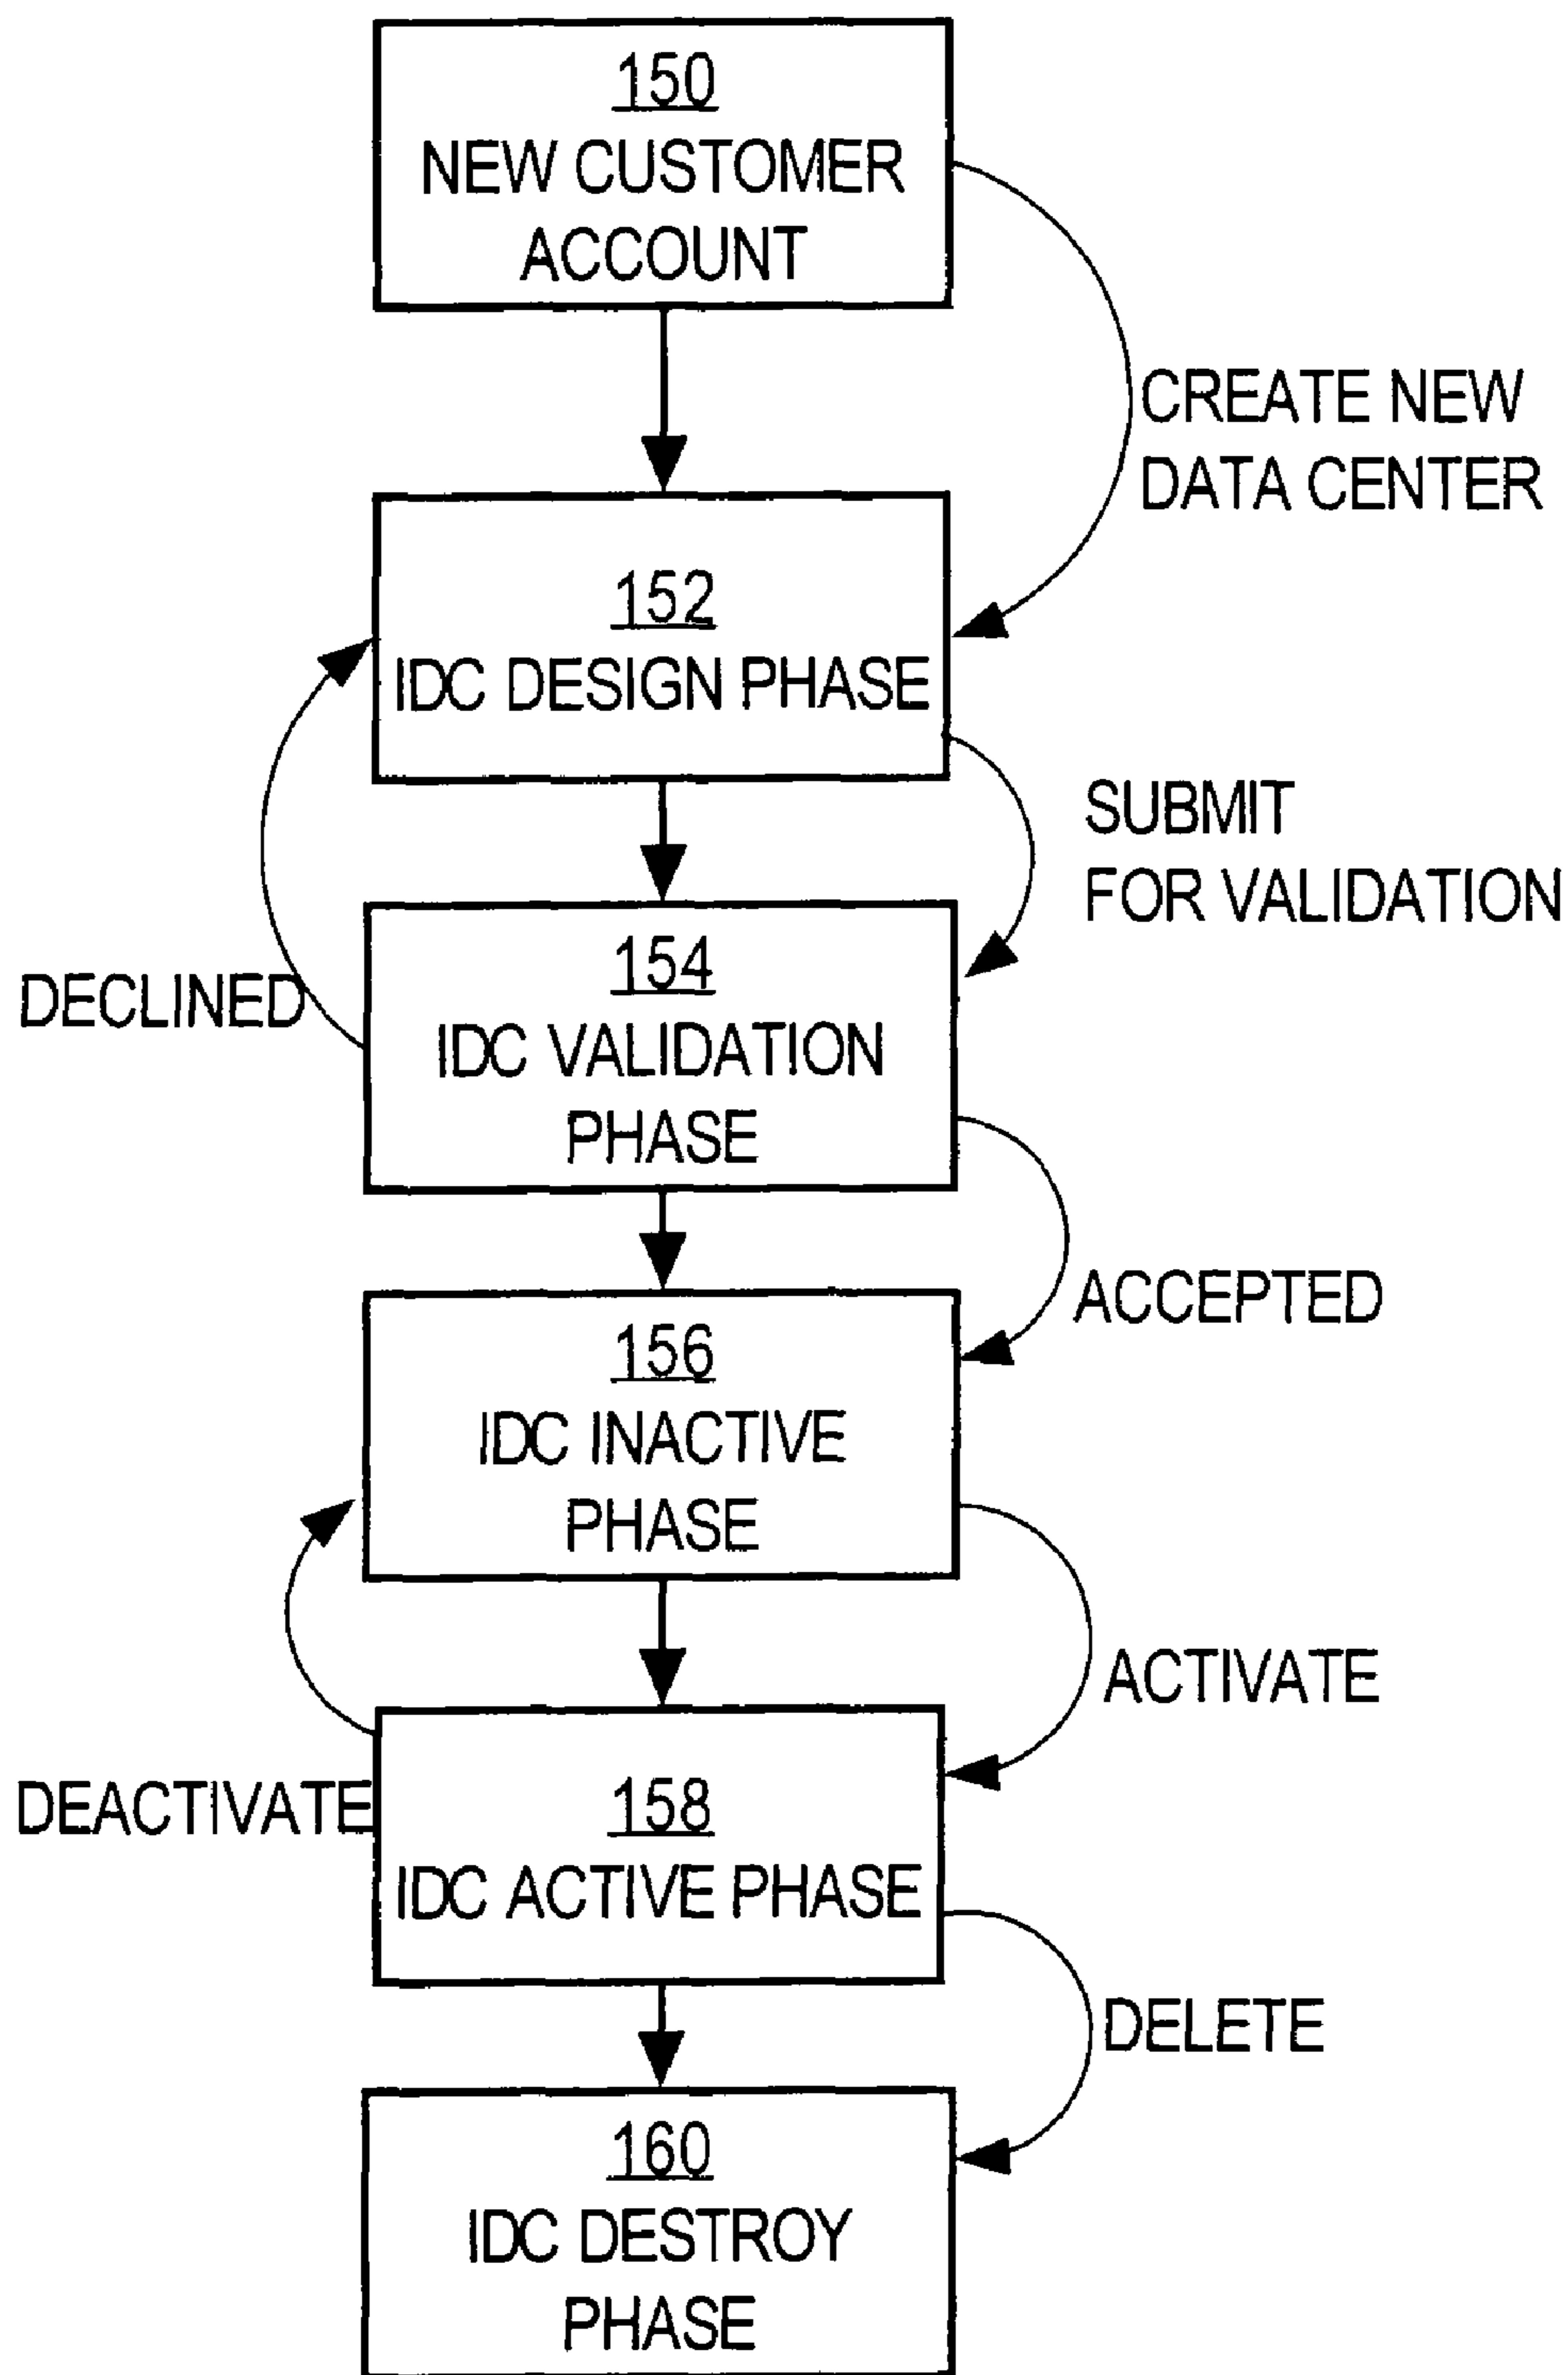 150
NEW CUSTOMER
ACCOUNT
CREATE NEW
DATA CENTER
152
IDC DESIGN PHASE
SUBMIT
FOR VALIDATION
154
IDC VALIDATION
PHASE
DECLINED
ACCEPTED
156
IDC INACTIVE
PHASE
ACTIVATE
DEACTIVATE
158
IDC ACTIVE PHASE
DELETE
160
IDC DESTROY
PHASE